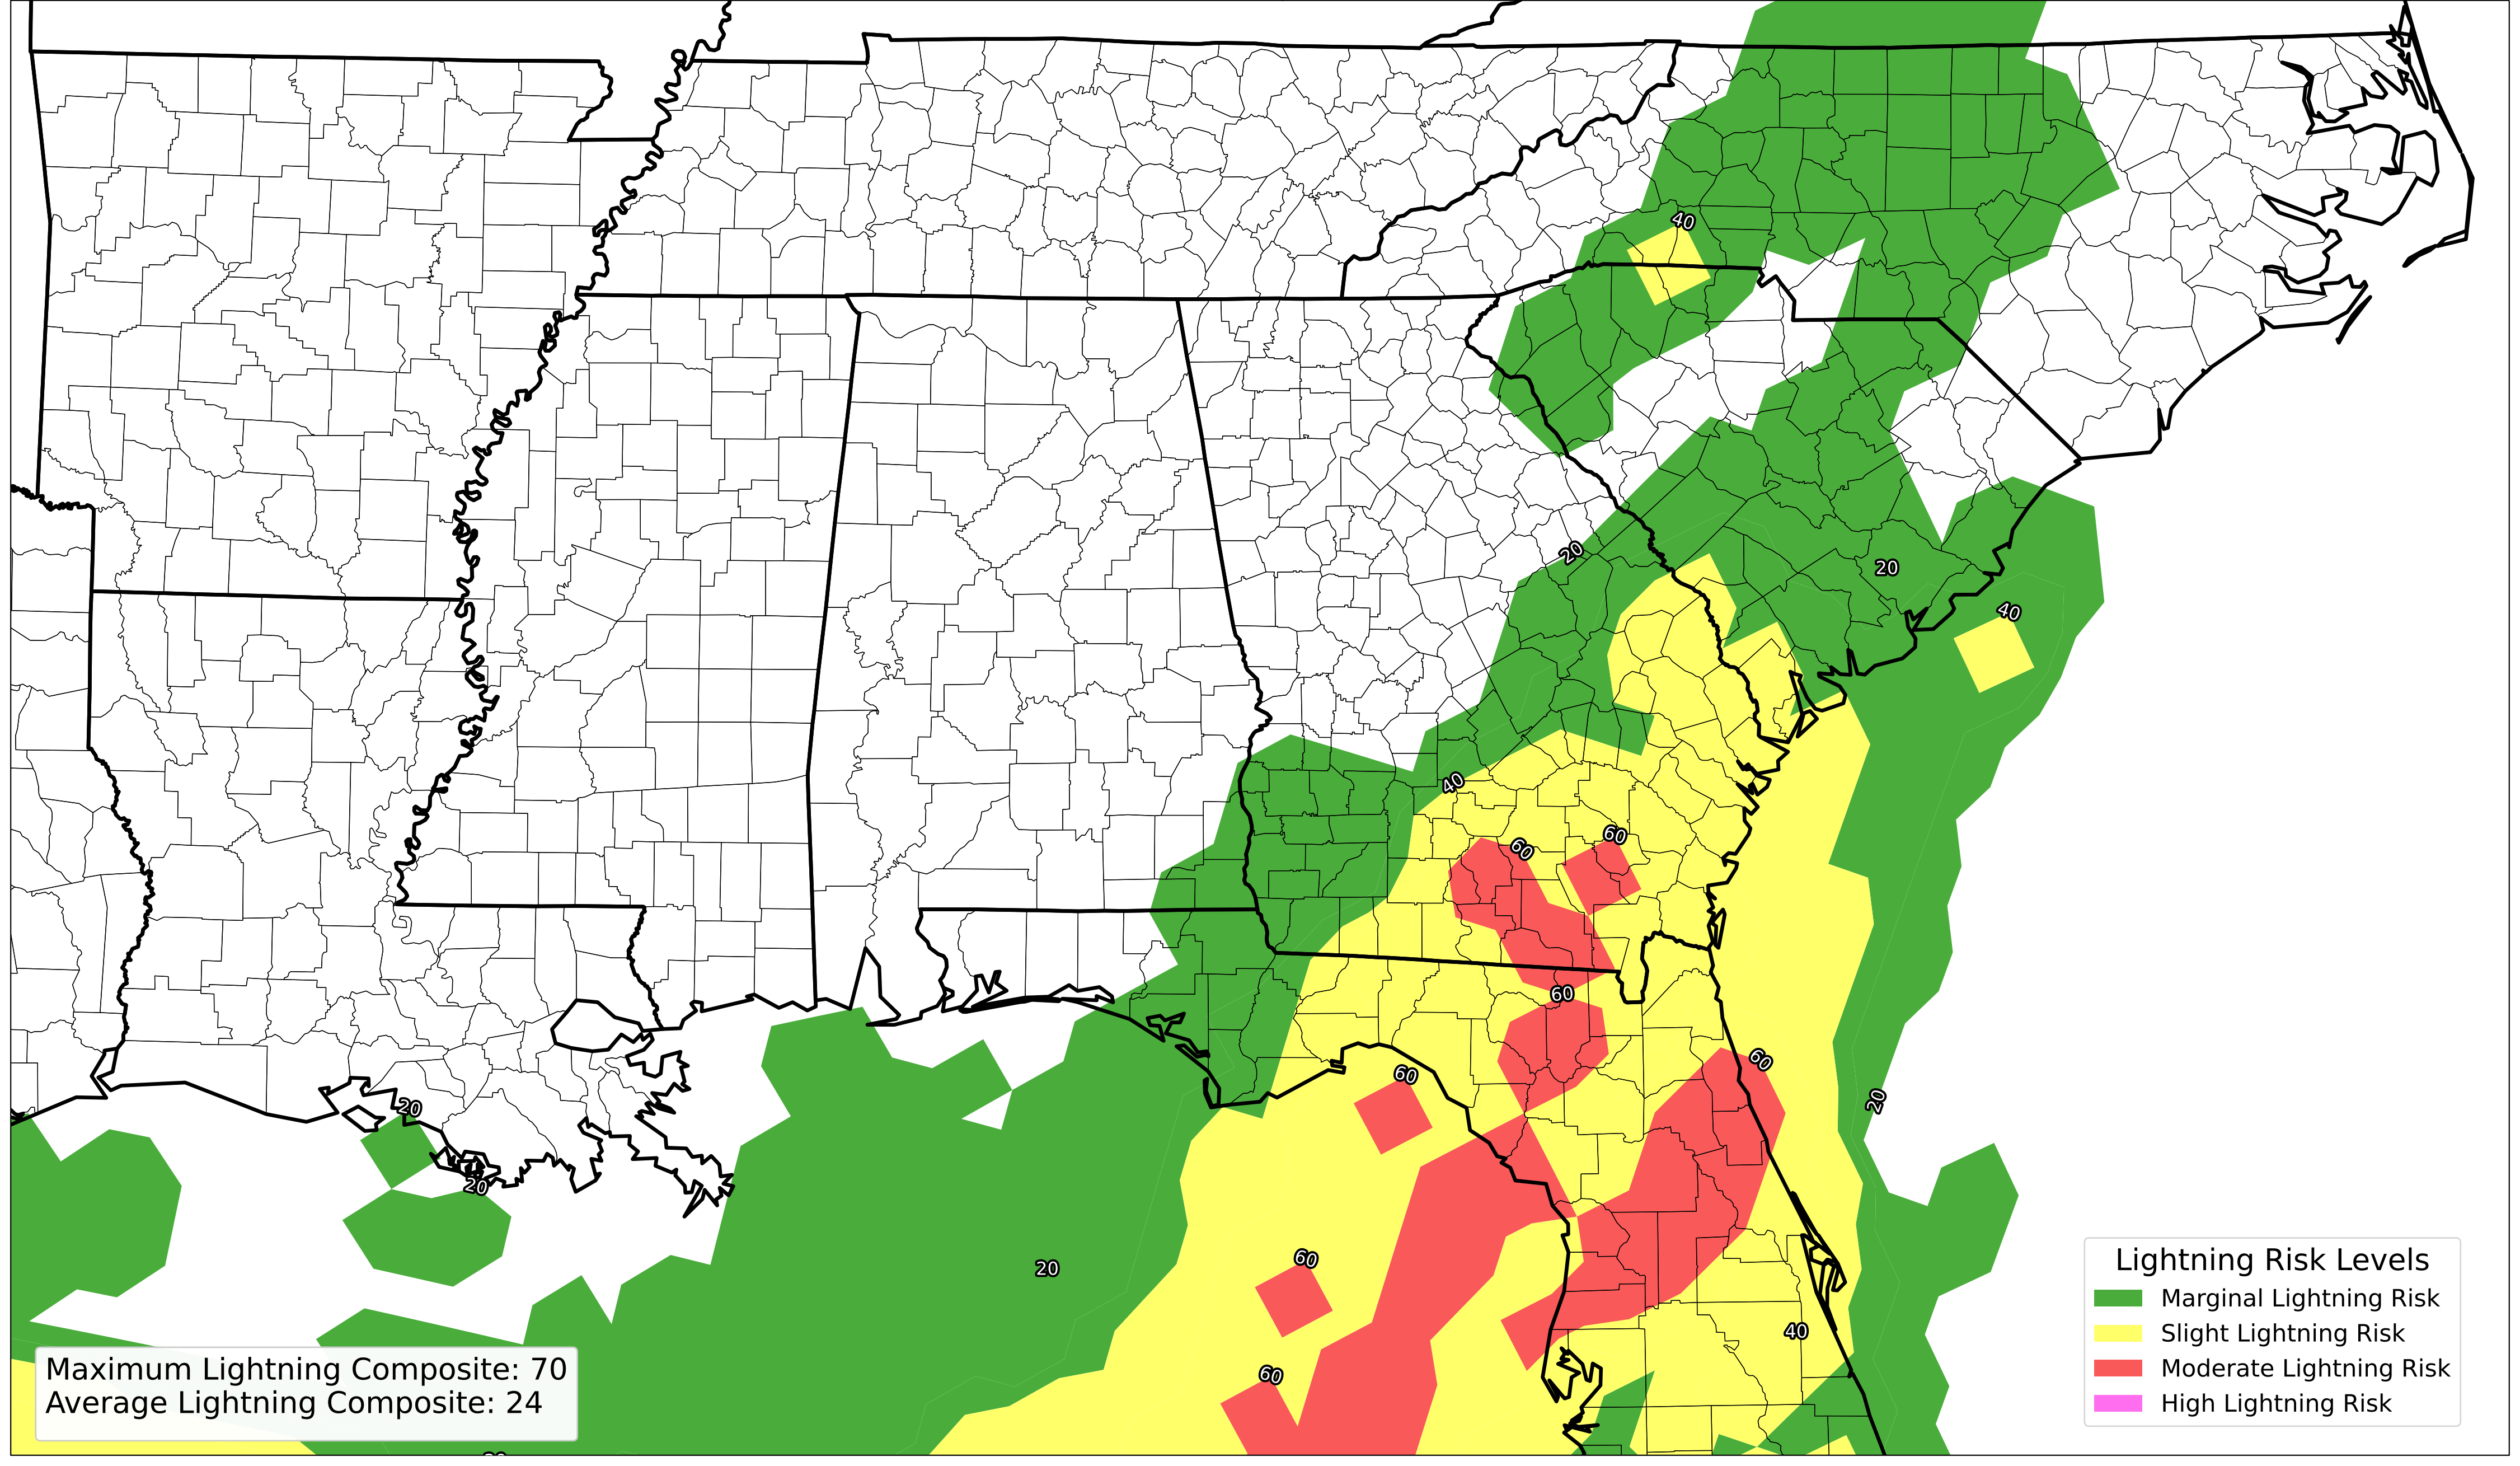 40
20
20
40
40
60
60
60
60
60
20
20
20
60
20
40
60
Lightning Risk Levels
Marginal Lightning Risk
Slight Lightning Risk
Moderate Lightning Risk
High Lightning Risk
Maximum Lightning Composite: 70
Average Lightning Composite: 24